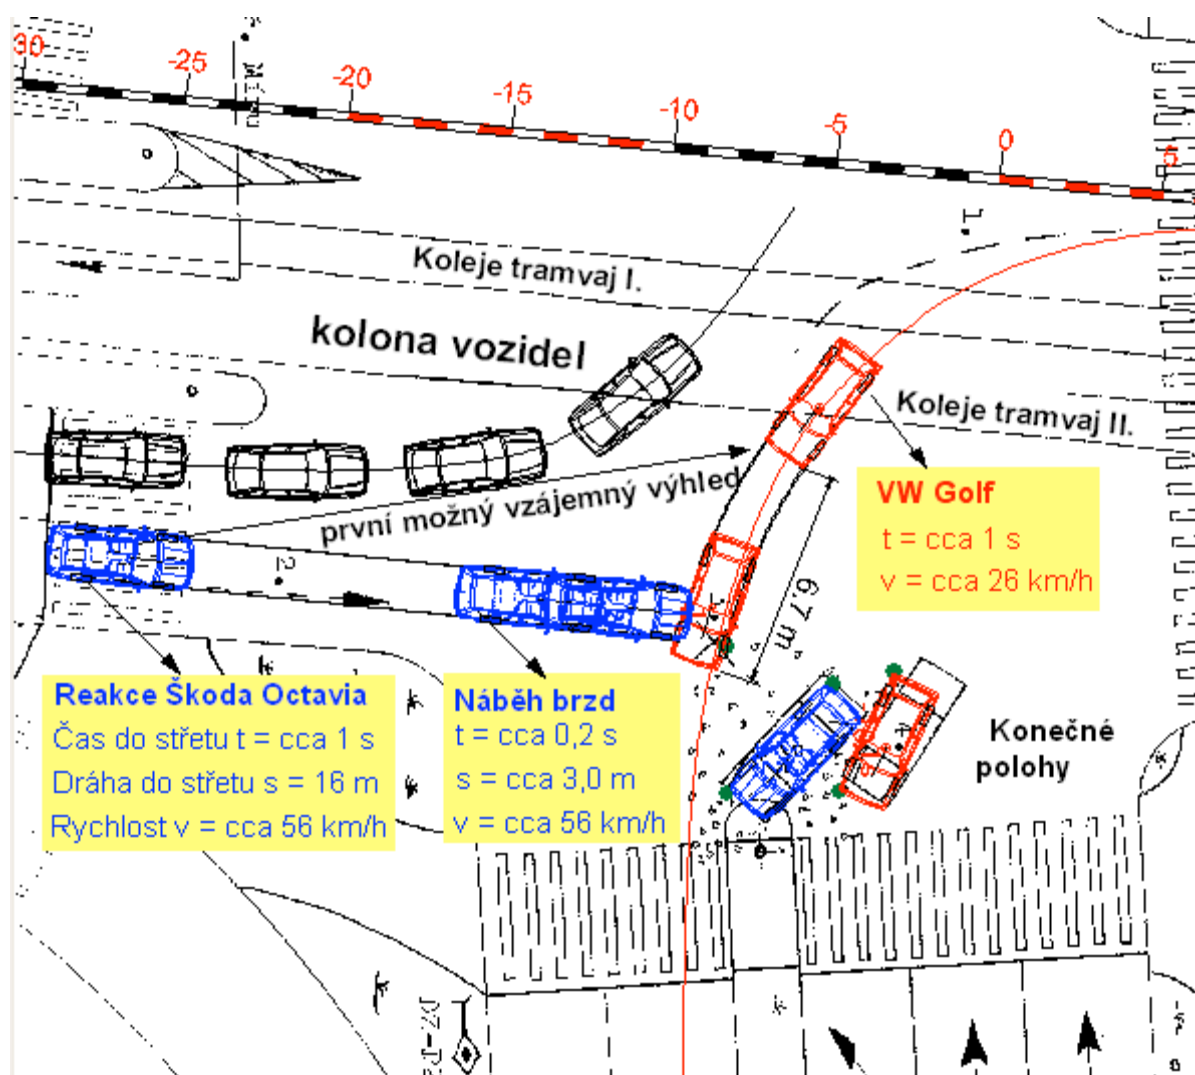 30
-25
-20
-15
-10
-5
0
5
1.
Koleje tramvaj I.
kolona vozidel
Koleje tramvaj II.
první možný vzájemný výhled
2.
VW Golf
t = cca 1 s
v = cca 26 km/h
6,7 m
Reakce Škoda Octavia
Čas do střetu t = cca 1 s
Dráha do střetu s = 16 m
Rychlost v = cca 56 km/h
Náběh brzd
t = cca 0,2 s
s = cca 3,0 m
v = cca 56 km/h
Konečné
polohy